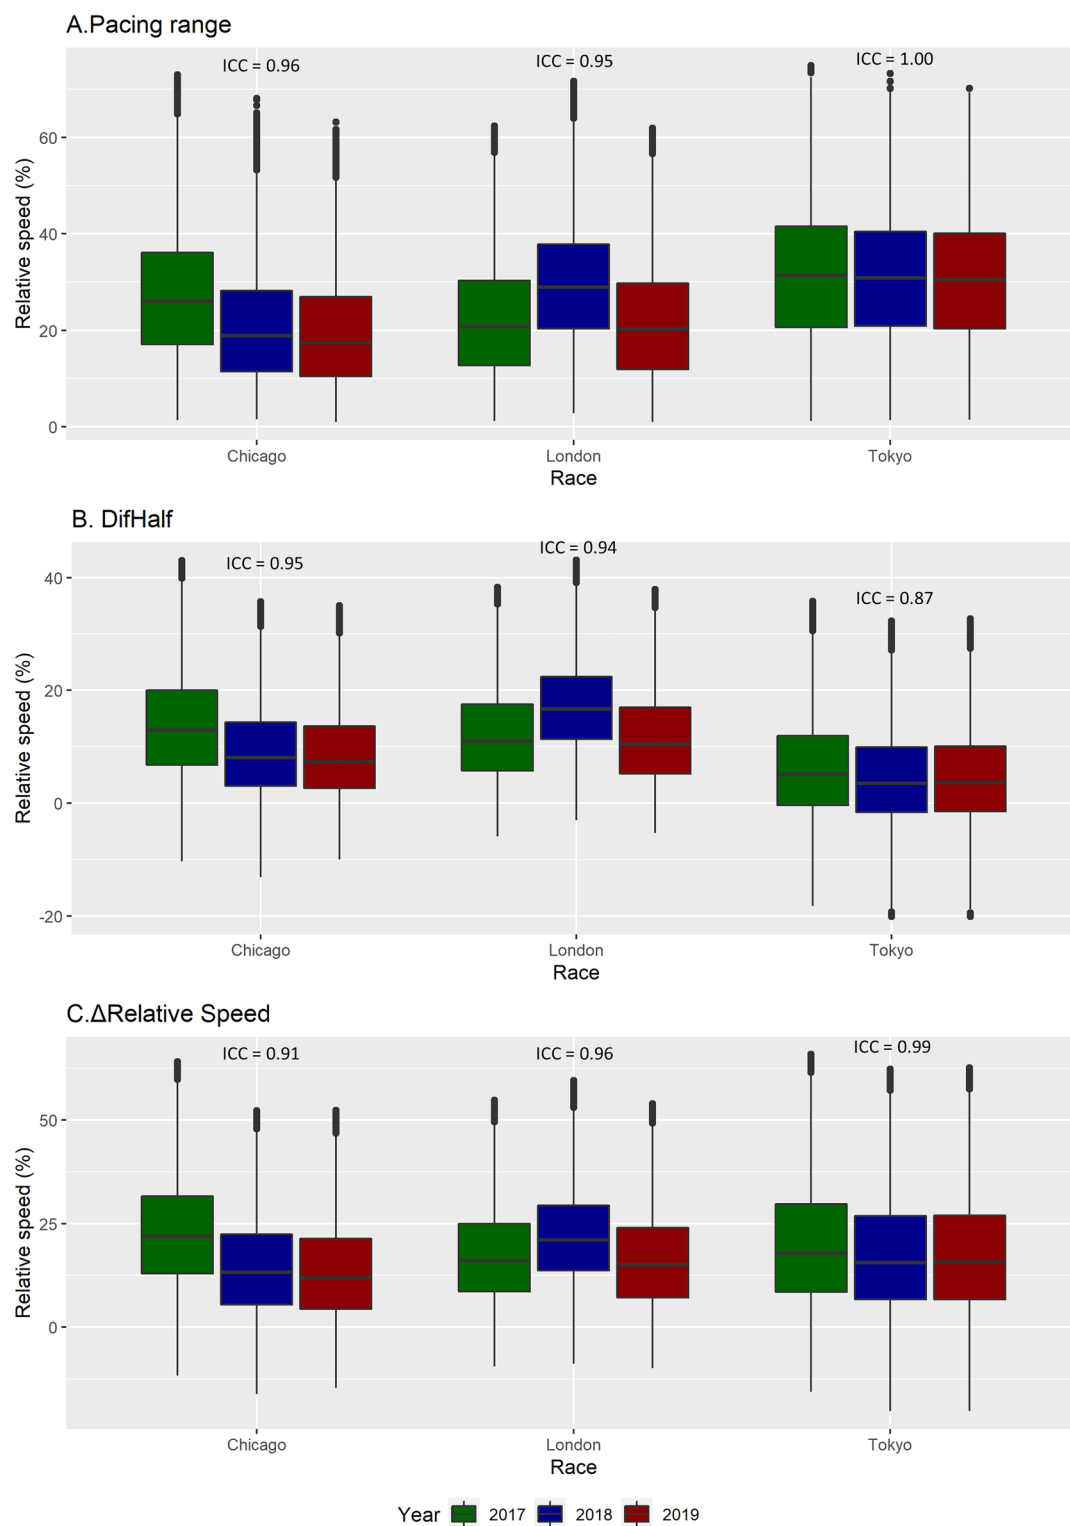 A.Pacing range
ICC = 0.96
ICC = 0.95
ICC = 1.00
Relative speed (%)
60
40
20
0
Chicago
London
Tokyo
Race
B. DifHalf
ICC = 0.95
ICC = 0.94
ICC = 0.87
Relative speed (%)
40
20
0
-20
Chicago
London
Tokyo
Race
C.ΔRelative Speed
ICC = 0.91
ICC = 0.96
ICC = 0.99
Relative speed (%)
50
25
0
Chicago
London
Tokyo
Race
Year 2017 2018 2019